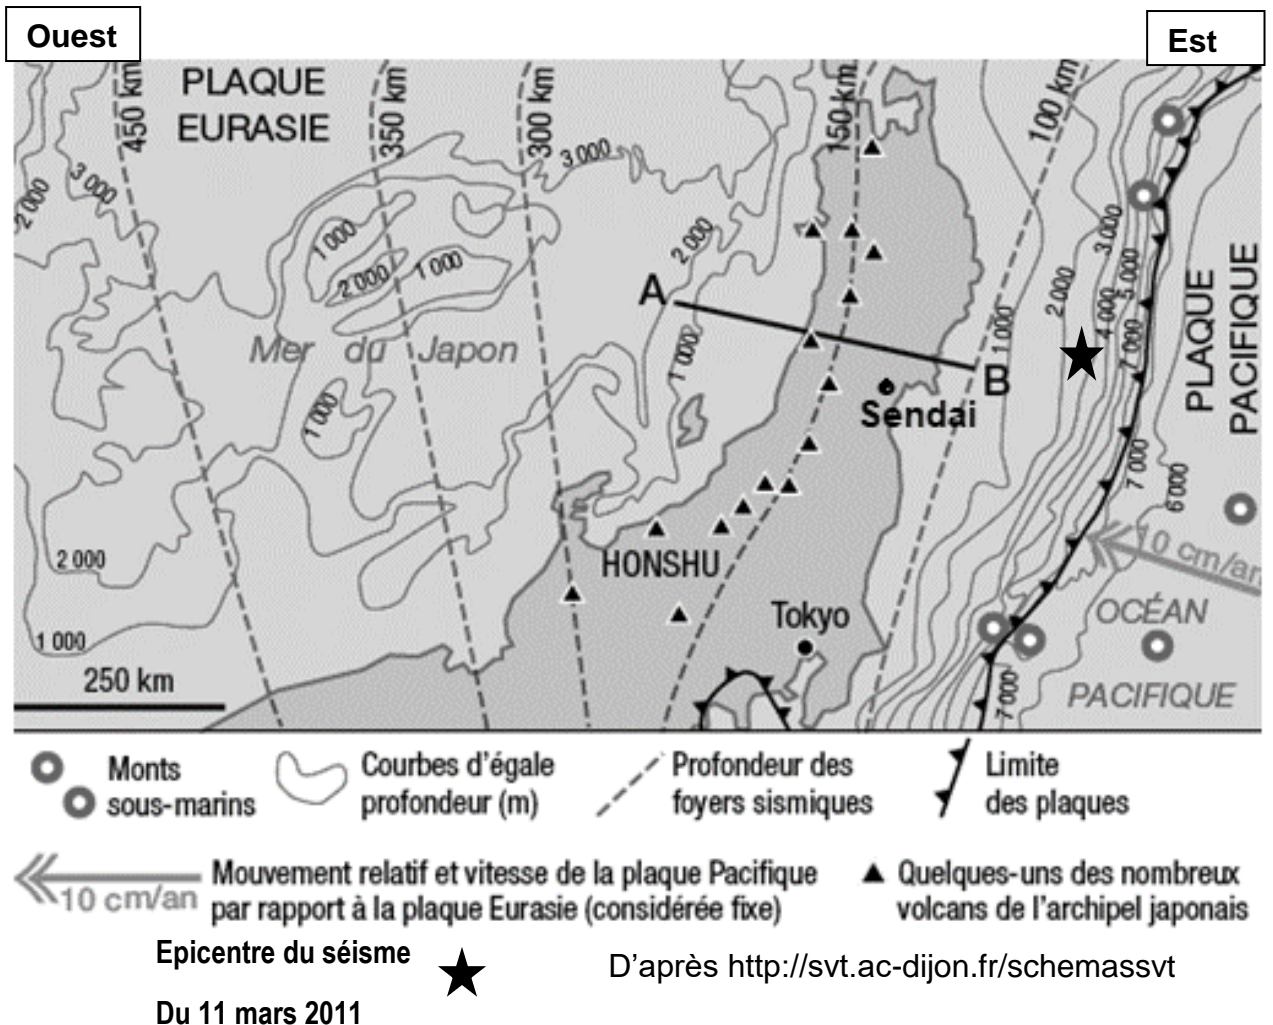 Ouest
Est
PLAQUE
EURASIE
450 km
350 km
300 km
150 km
100 km
3 000
2 000
3 000
1 000
2 000
1 000
2 000
3 000
2 000
5 000
4 000
1 000
7 000
PLAQUE
PACIFIQUE
A
B
Mer du Japon
1 000
1 000
Sendai
7 000
6 000
2 000
HONSHU
10 cm/an
OCÉAN
PACIFIQUE
Tokyo
1 000
7 000
250 km
Monts
sous-marins
Courbes d'égale
profondeur (m)
Profondeur des
foyers sismiques
Limite
des plaques
10 cm/an
Mouvement relatif et vitesse de la plaque Pacifique
par rapport à la plaque Eurasie (considérée fixe)
Quelques-uns des nombreux
volcans de l'archipel japonais
Epicentre du séisme
Du 11 mars 2011
D'après http://svt.ac-dijon.fr/schemassvt